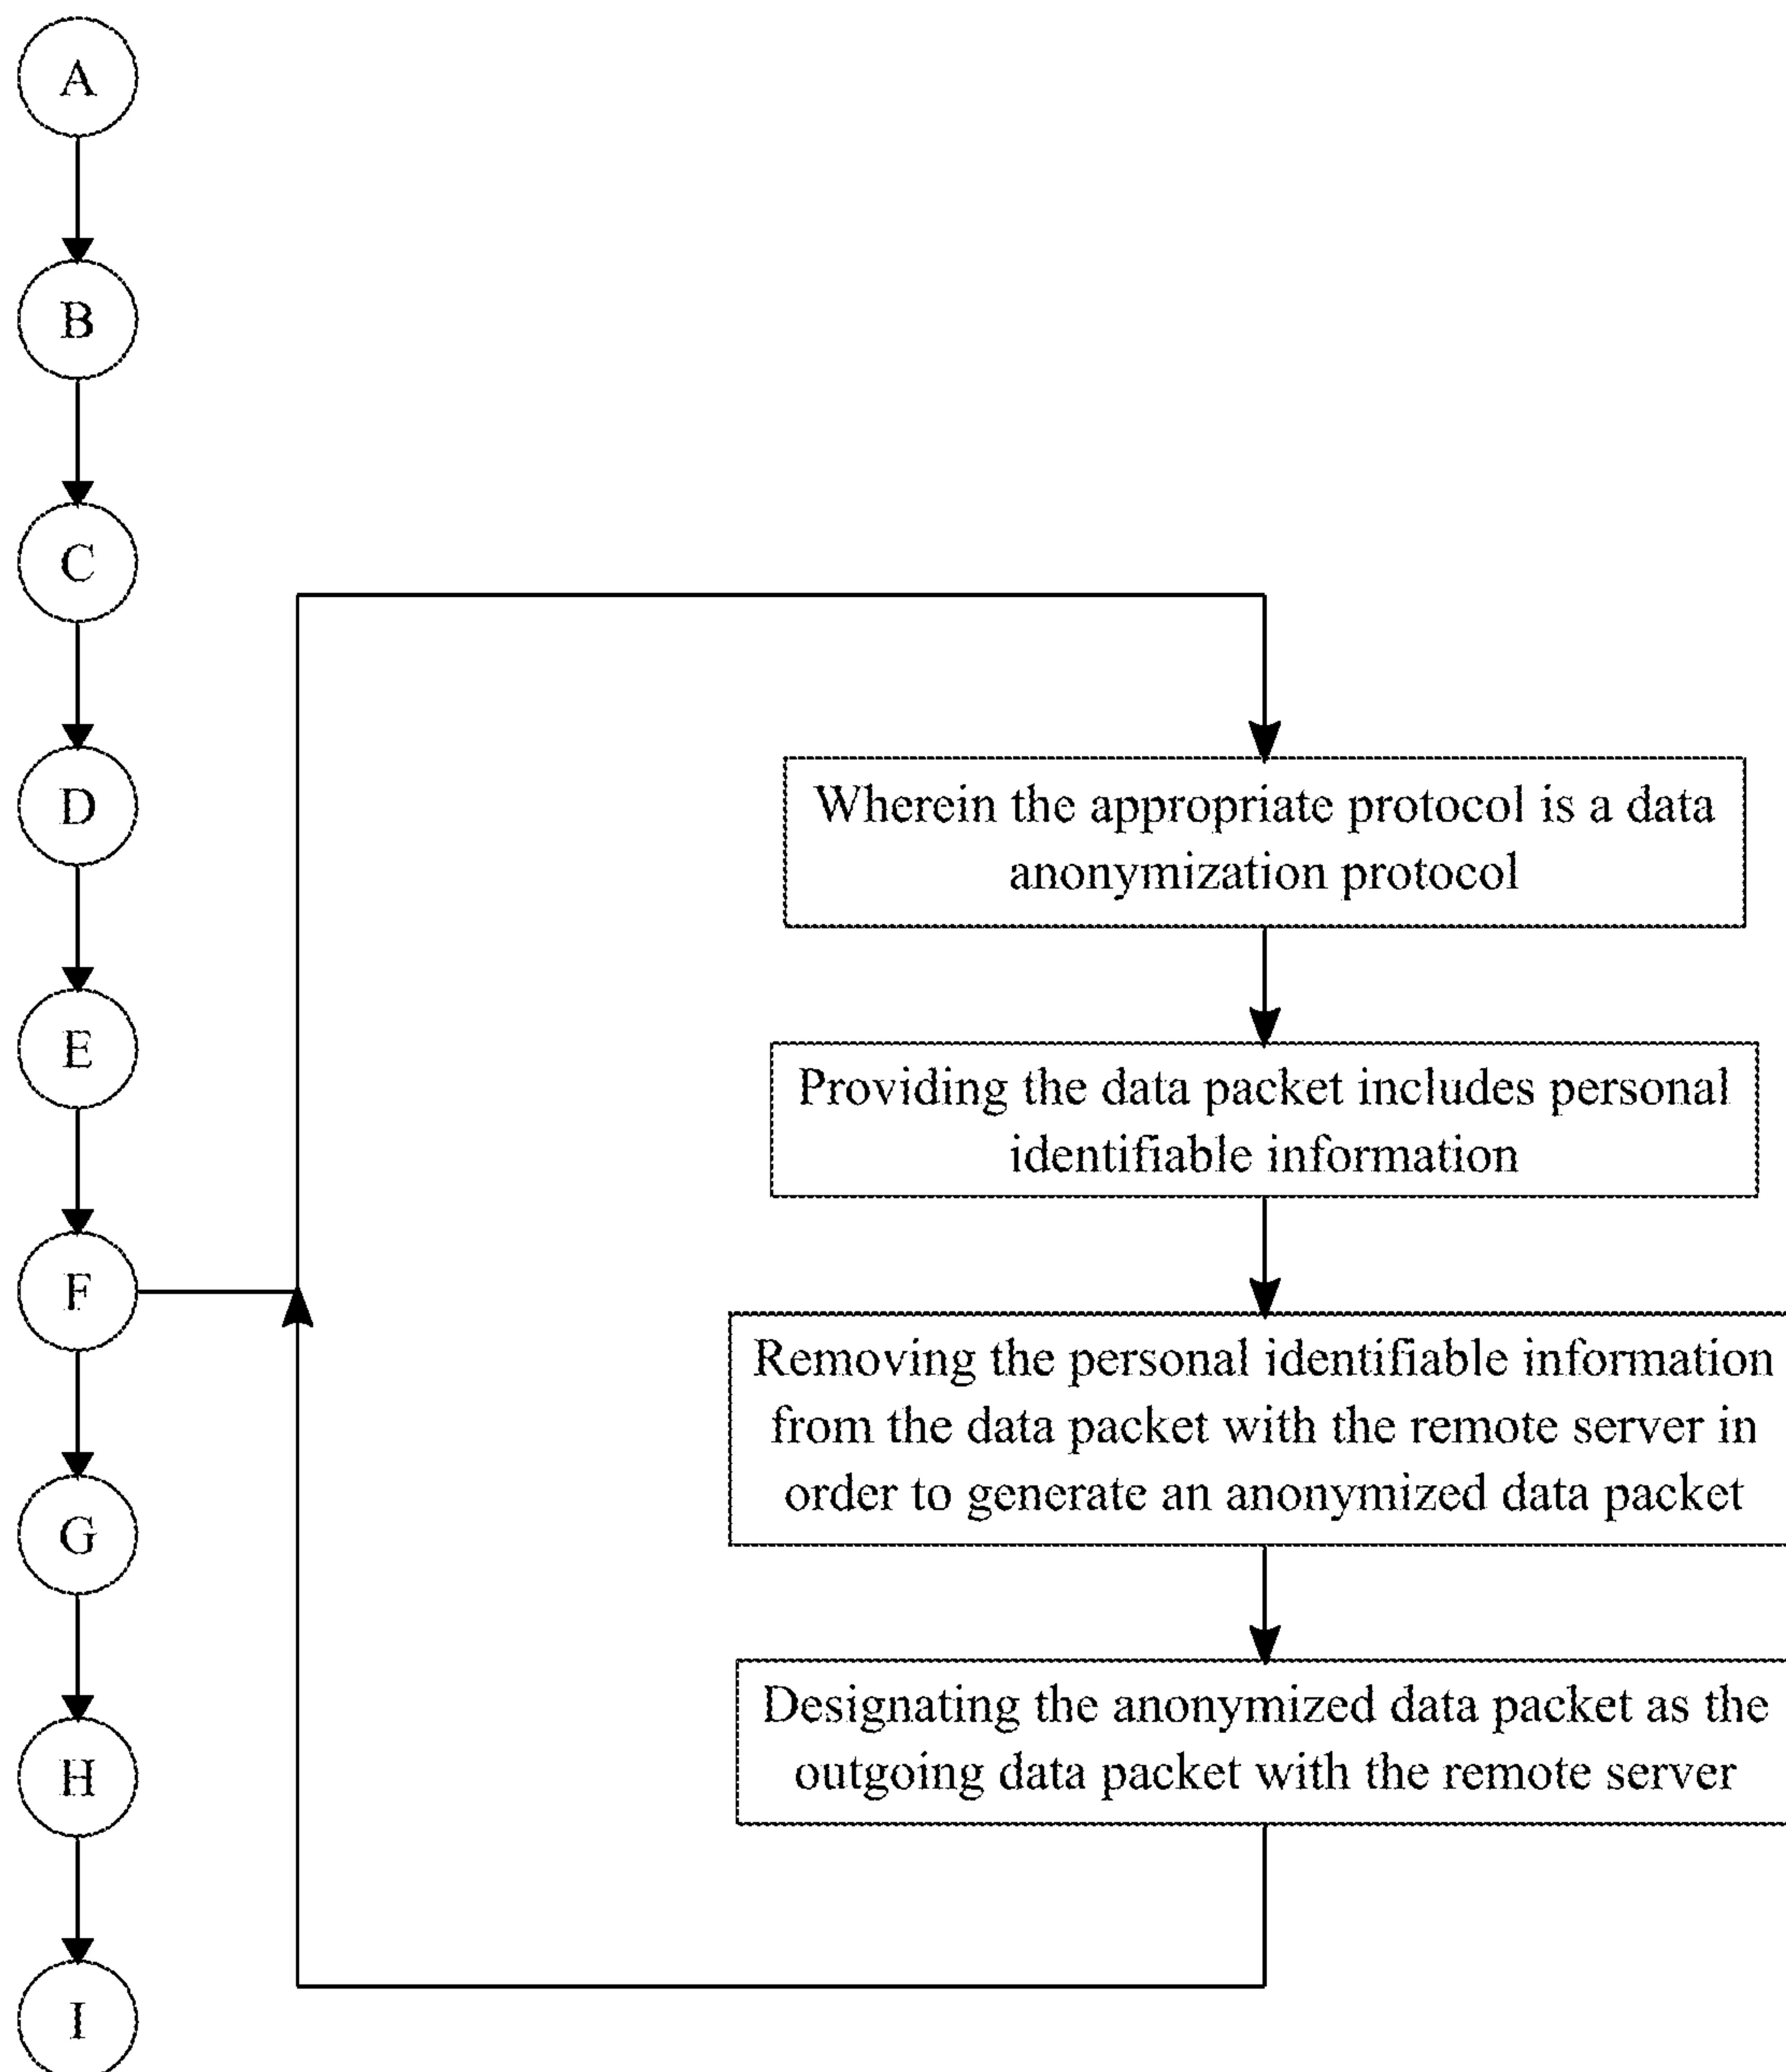 A
B
C
D
E
F
G
H
I
Wherein the appropriate protocol is a data
anonymization protocol
Providing the data packet includes personal
identifiable information
Removing the personal identifiable information
from the data packet with the remote server in
order to generate an anonymized data packet
Designating the anonymized data packet as the
outgoing data packet with the remote server